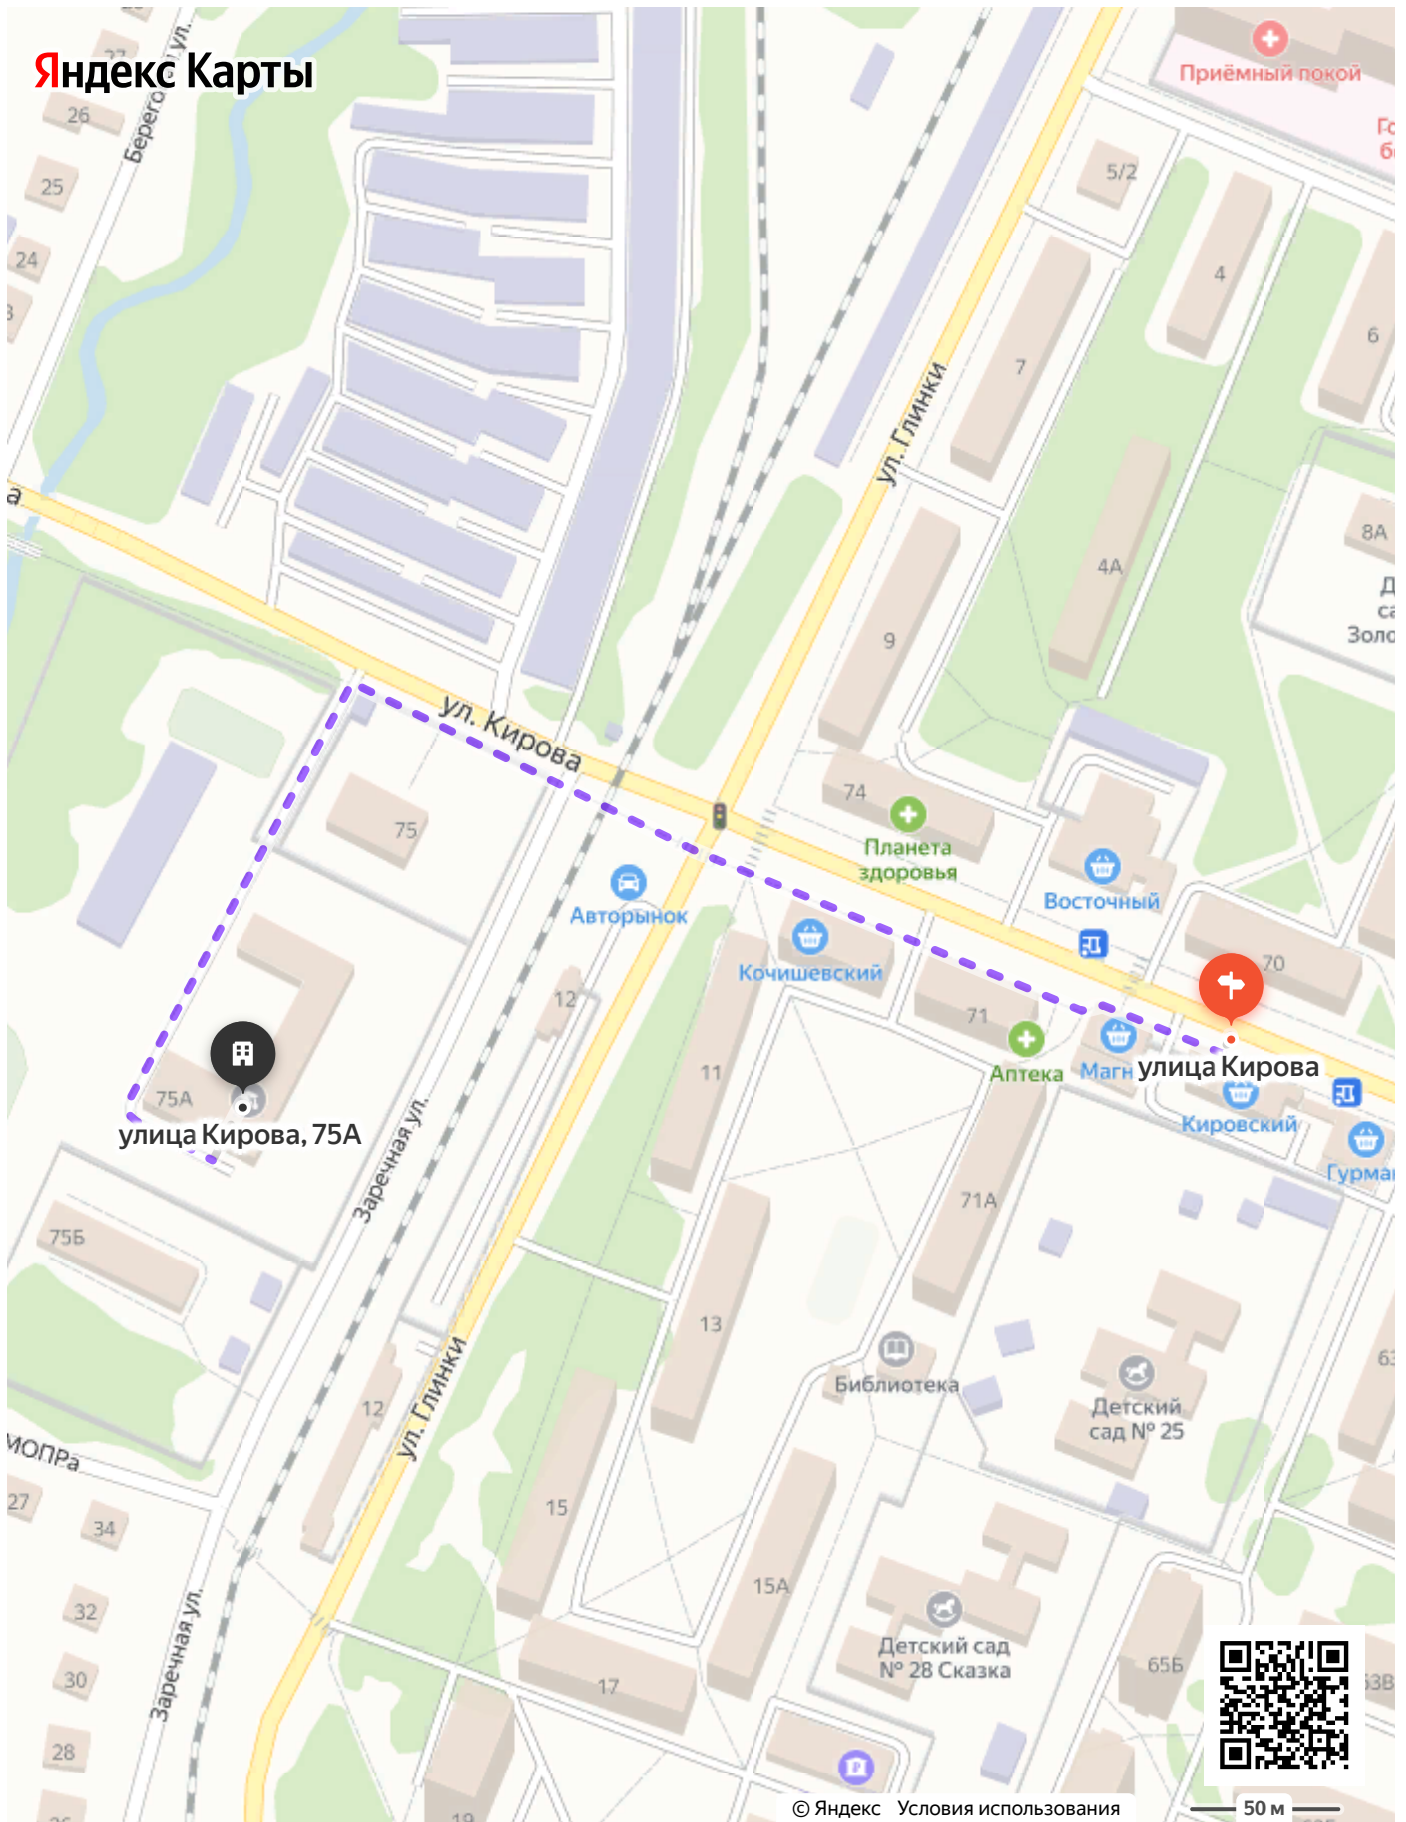 Яндекс Карты
Береговая ул.
Приёмный покой
27
26
25
24
5/2
4
6
7
ул. Глинки
8А
4А
9
ул. Кирова
74
75
Планета
здоровья
Авторынок
Восточный
Кочишевский
70
12
71
11
Аптека
улица Кирова
75А
улица Кирова, 75А
Кировский
Заречная ул.
71А
75Б
13
Библиотека
Детский
сад № 25
12
ул. Глинки
МОПРа
27
34
15
15А
32
Детский сад
№ 28 Сказка
65Б
30
17
Заречная ул.
28
19
© Яндекс Условия использования
50 м